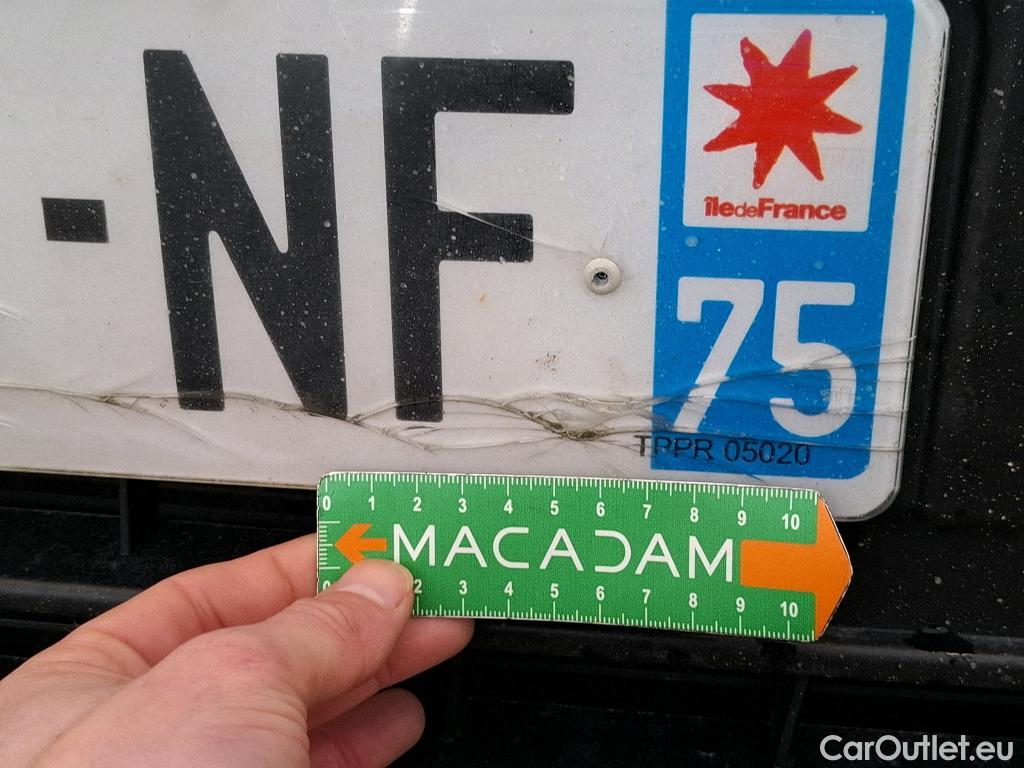 -NF
îledeFrance
75
TPPR 05020
0 1 2 3 4 5 6 7 8 9 10
MACADAM
0 2 3 4 5 6 7 8 9 10
CarOutlet.eu